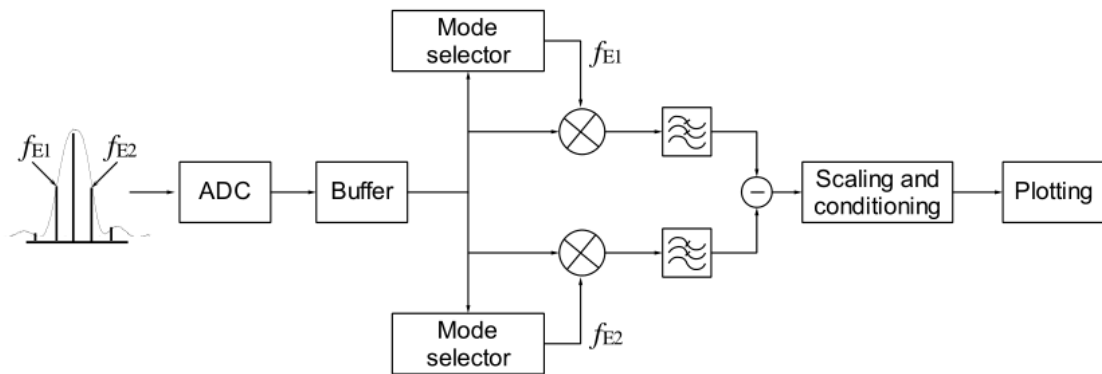 Mode
selector
fE1
fE1
fE2
ADC
Buffer
−
Scaling and
conditioning
Plotting
Mode
selector
fE2